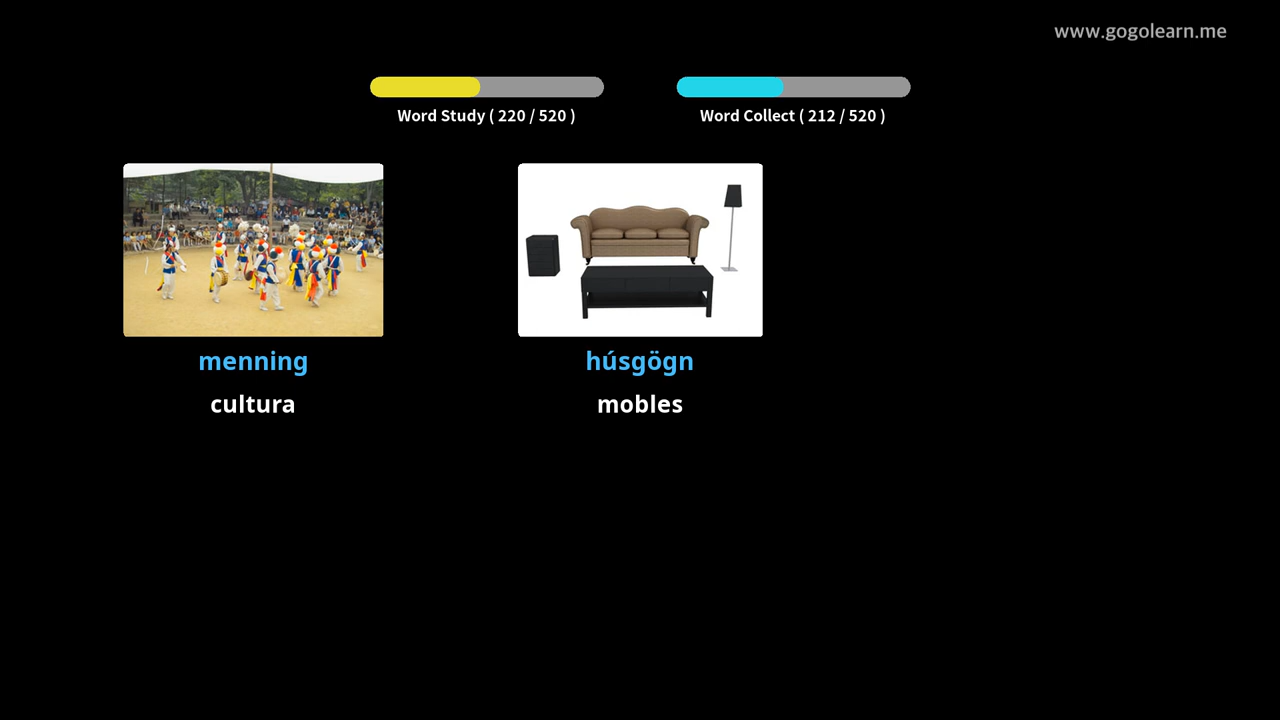 www.gogolearn.me
Word Study ( 220 / 520 )
Word Collect ( 212 / 520 )
menning
cultura
húsgögn
mobles